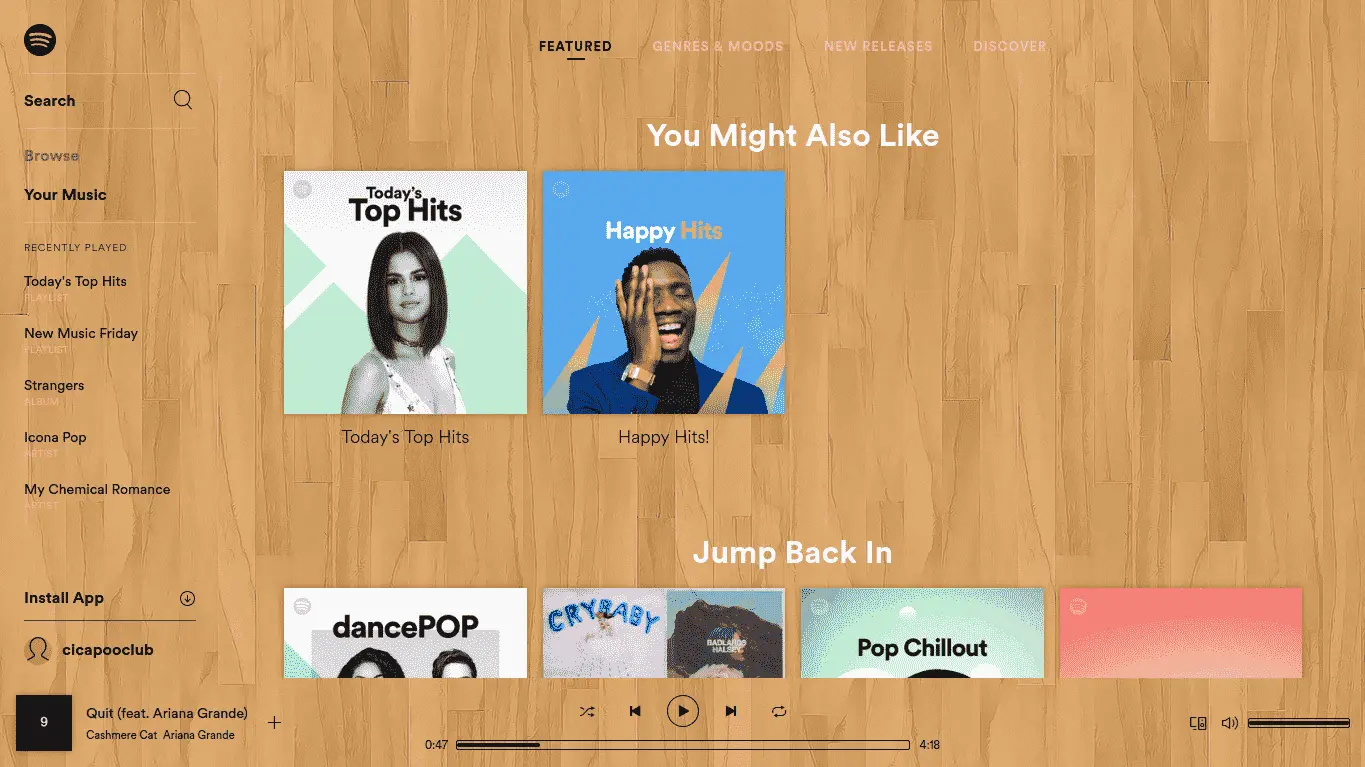 FEATURED
GENRES & MOODS
NEW RELEASES
DISCOVER
Search
Browse
Your Music
RECENTLY PLAYED
Today's Top Hits
PLAYLIST
New Music Friday
PLAYLIST
Strangers
ALBUM
Icona Pop
ARTIST
My Chemical Romance
ARTIST
Install App
cicapooclub
You Might Also Like
Today's
Top Hits
Happy Hits
Today's Top Hits
Happy Hits!
Jump Back In
dancePOP
CRYBABY
BADLANDS
HALSEY
Pop Chillout
9
Quit (feat. Ariana Grande)
Cashmere Cat Ariana Grande
0:47
4:18